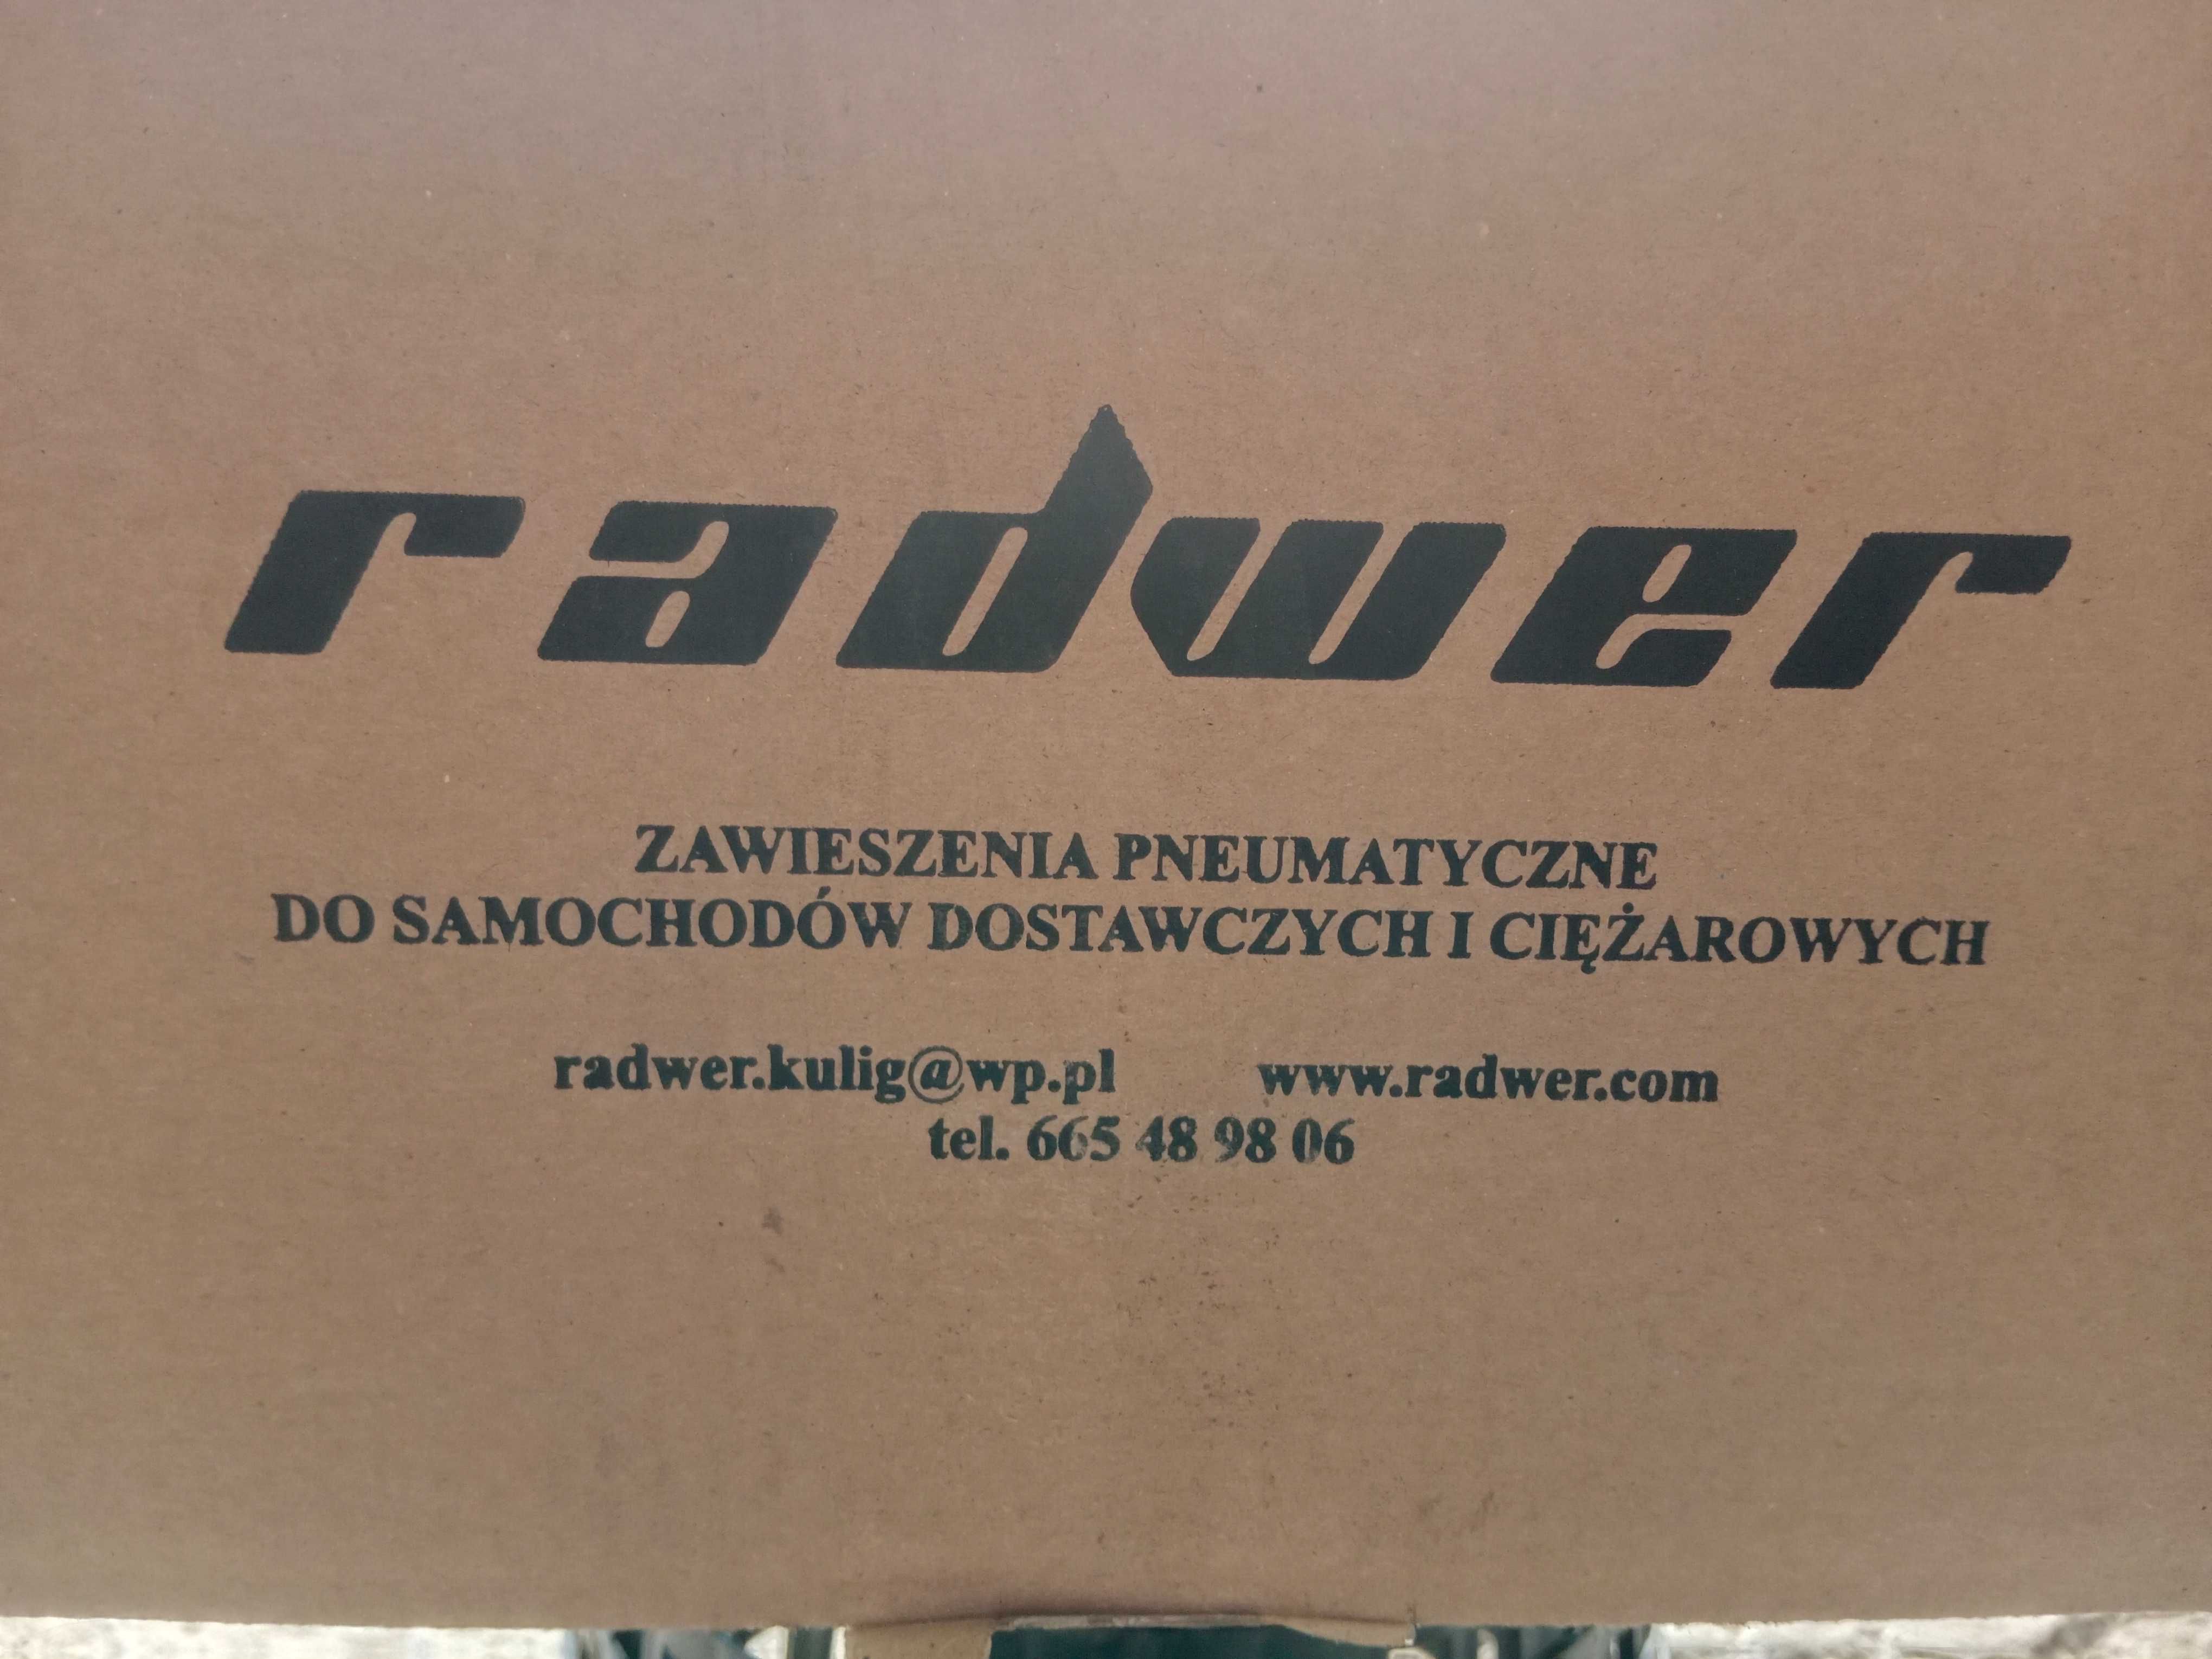 radwer
ZAWIESZENIA PNEUMATYCZNE
DO SAMOCHODÓW DOSTAWCZYCH I CIĘŻAROWYCH
radwer.kulig@wp.pl www.radwer.com
tel. 665 48 98 06